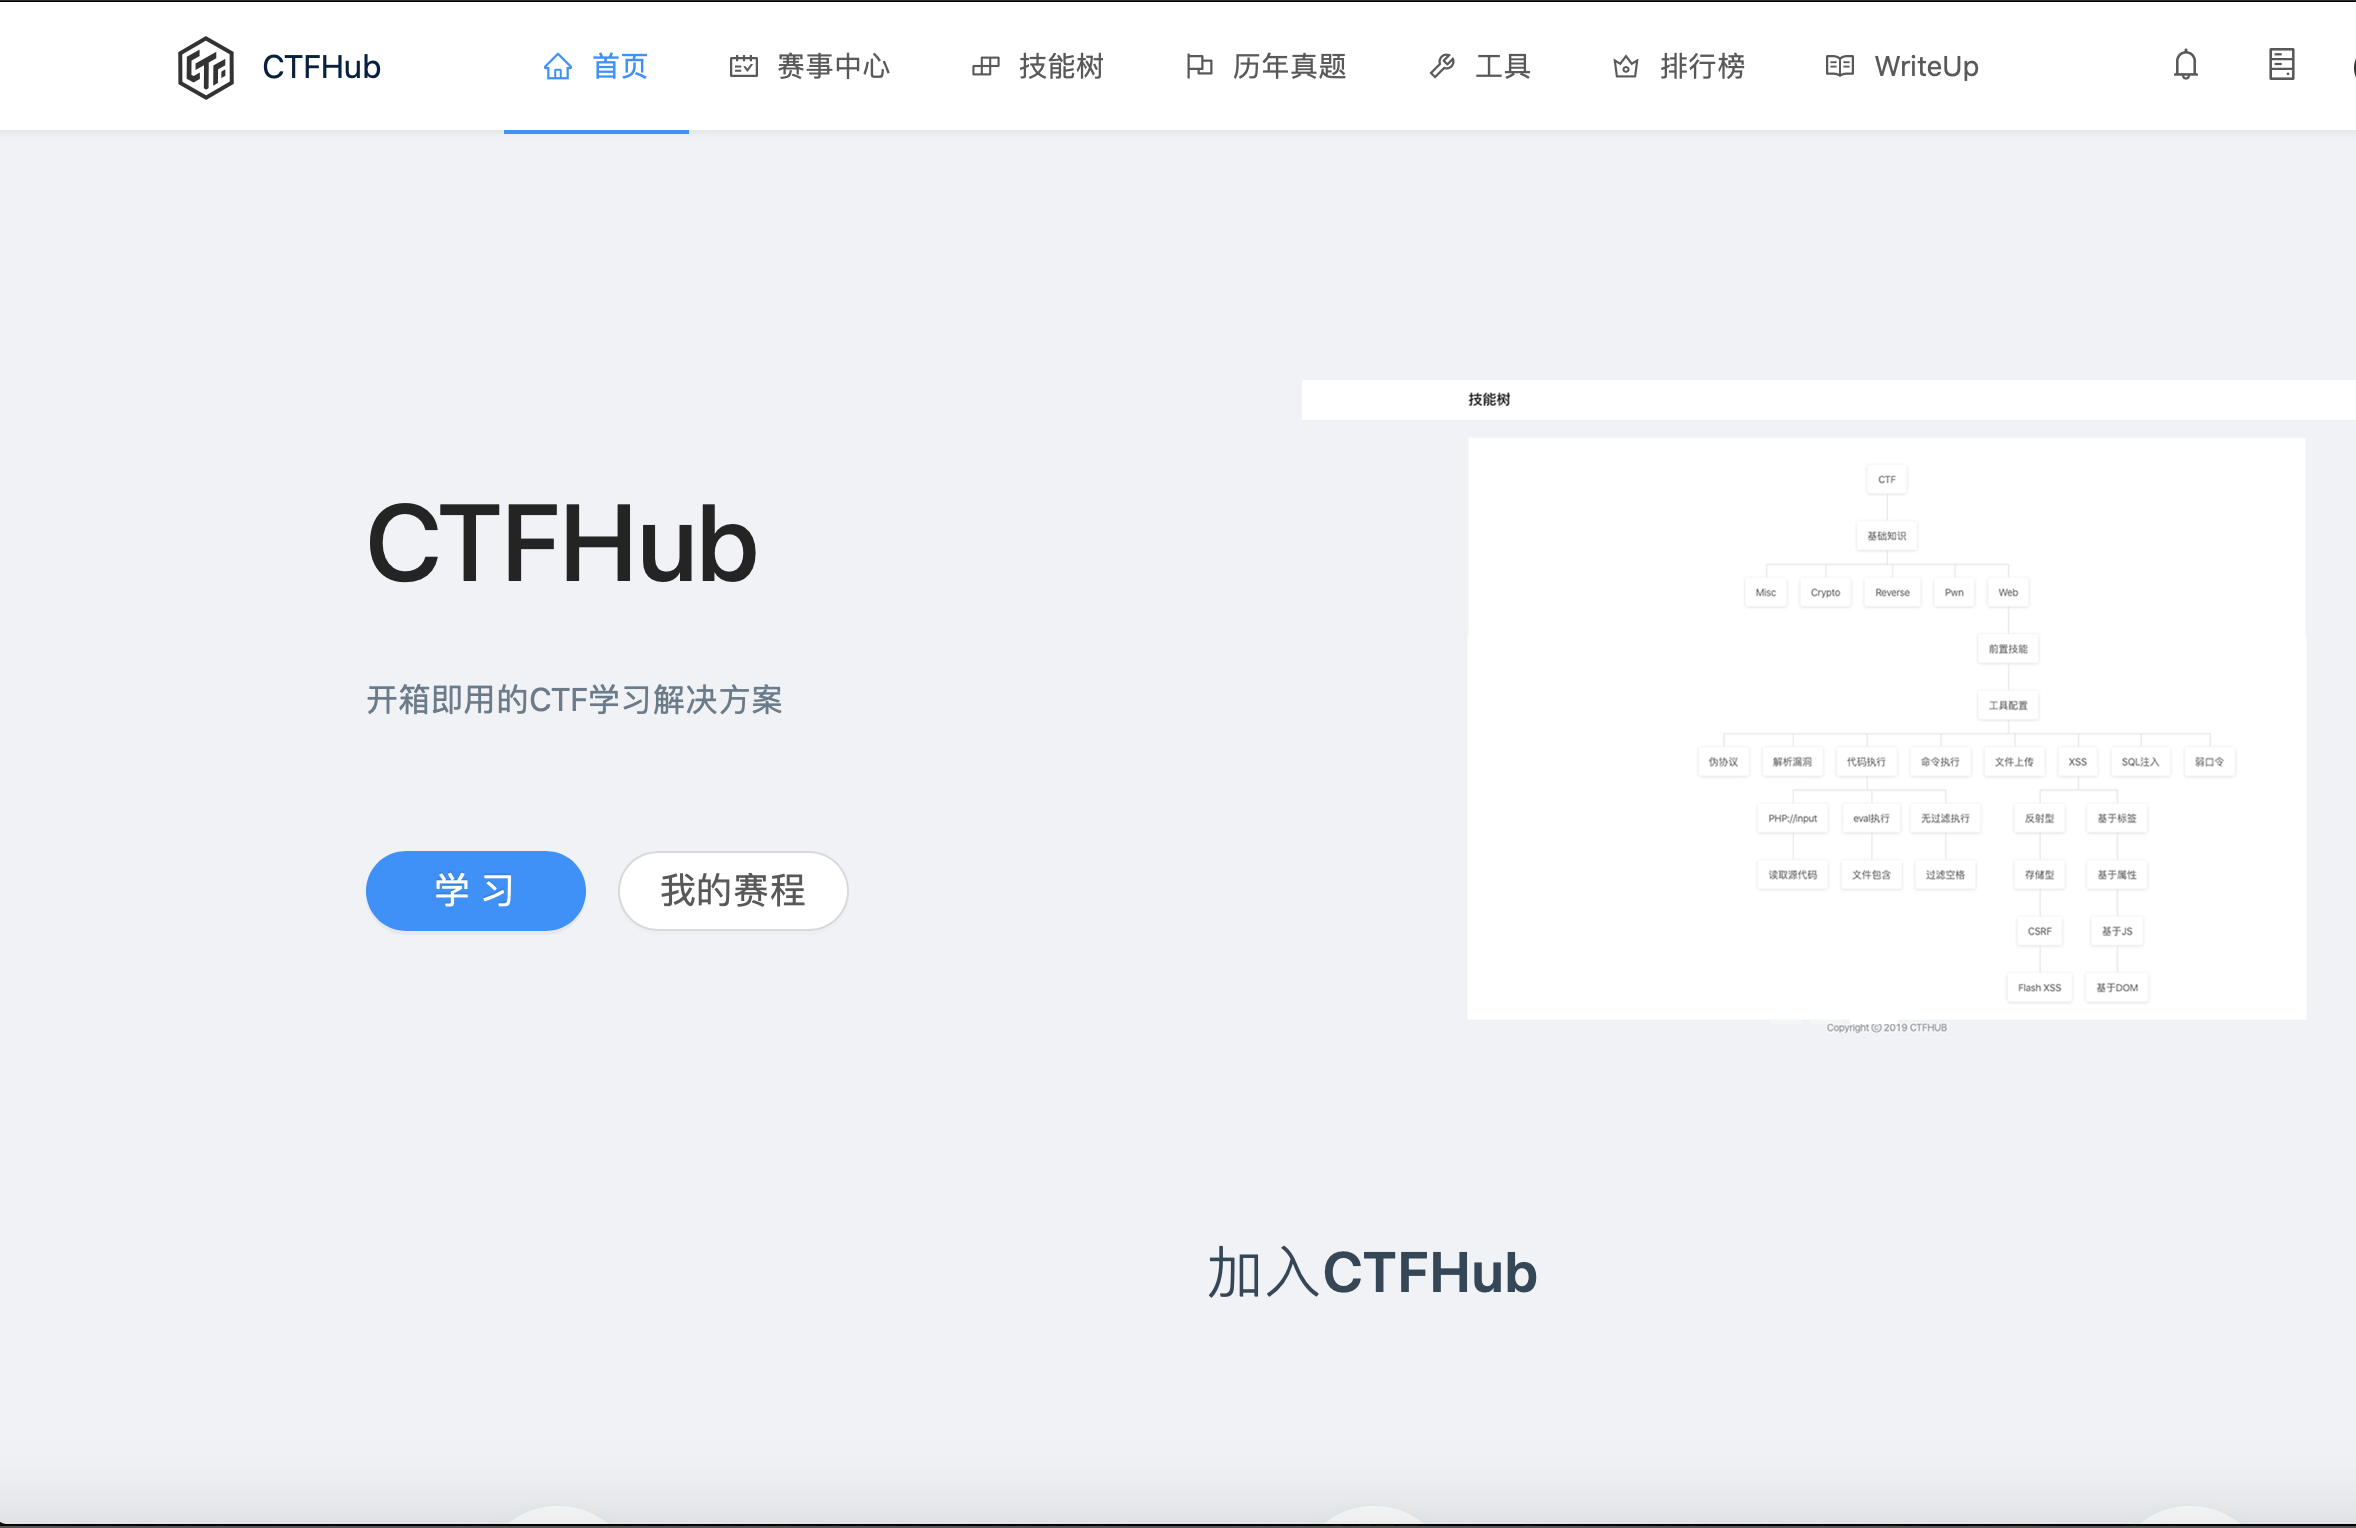 CTFHub 首页 赛事中心 技能树 历年真题 工具 排行榜 WriteUp
技能树
CTF
CTFHub
基础知识
Misc Crypto Reverse Pwn Web
前置技能
开箱即用的CTF学习解决方案
工具配置
伪协议 解析漏洞 代码执行 命令执行 文件上传 XSS SQL注入 弱口令
PHP://input eval执行 无过滤执行 反射型 基于标签
读取源代码 文件包含 过滤空格 存储型 基于属性
学 习 我的赛程
CSRF 基于JS
Flash XSS 基于DOM
Copyright © 2019 CTFHUB
加入CTFHub